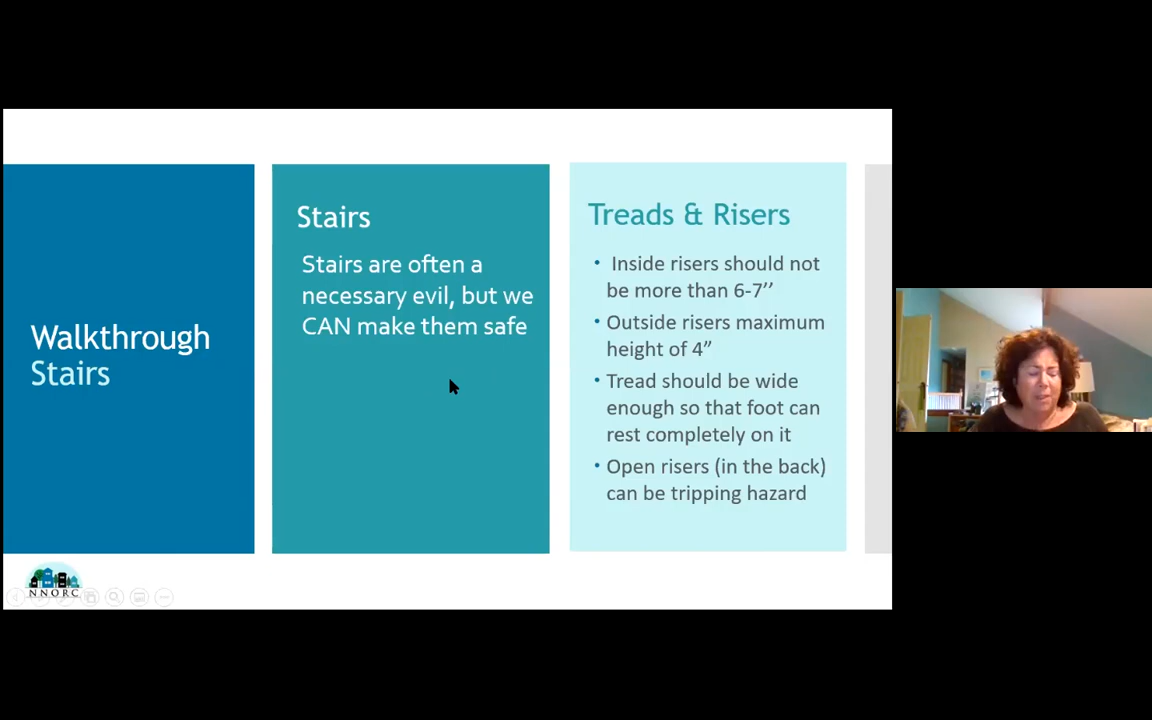 Walkthrough
Stairs
Stairs
Stairs are often a
necessary evil, but we
CAN make them safe
Treads & Risers
• Inside risers should not
be more than 6-7’’
• Outside risers maximum
height of 4”
• Tread should be wide
enough so that foot can
rest completely on it
• Open risers (in the back)
can be tripping hazard
NNORC